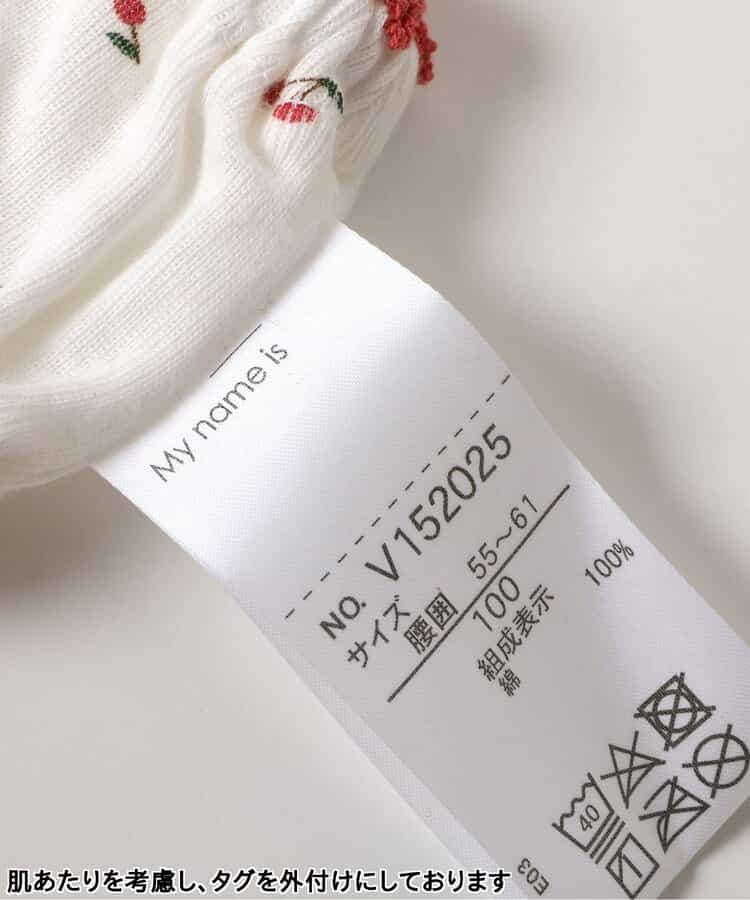 My name is
NO. V152025
サイズ
腰囲 55～61
100
組成表示
綿 100%
40
E03
肌あたりを考慮し、タグを外付けにしております